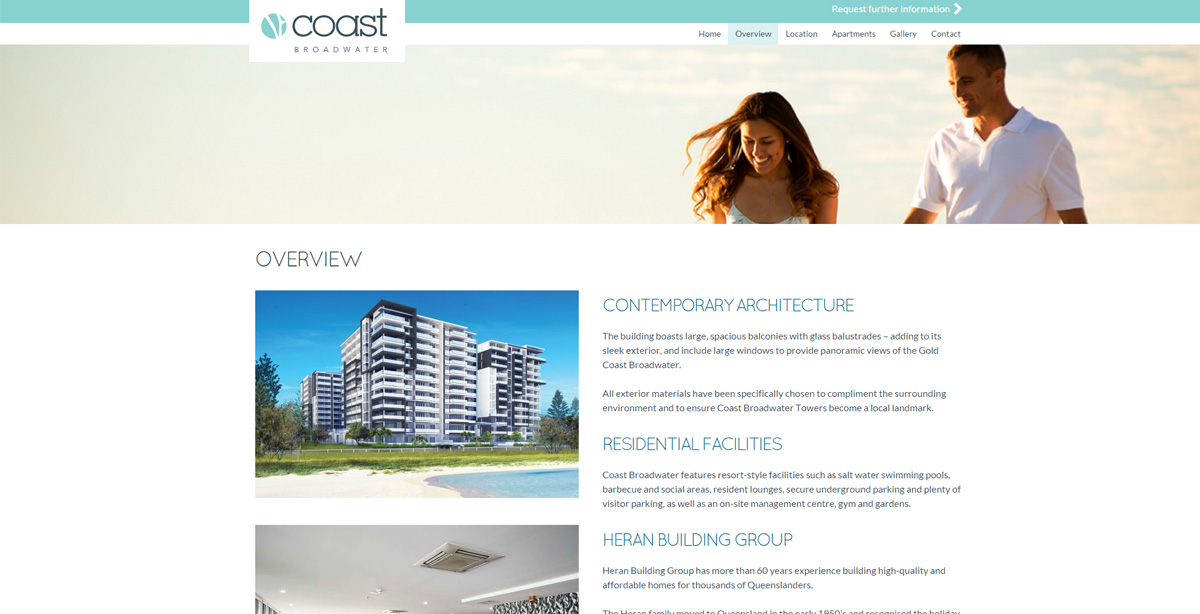 Request further information
coast
BROADWATER
Home
Overview
Location
Apartments
Gallery
Contact
OVERVIEW
CONTEMPORARY ARCHITECTURE
The building boasts large, spacious balconies with glass balustrades – adding to its
sleek exterior, and include large windows to provide panoramic views of the Gold
Coast Broadwater.
All exterior materials have been specifically chosen to compliment the surrounding
environment and to ensure Coast Broadwater Towers become a local landmark.
RESIDENTIAL FACILITIES
Coast Broadwater features resort-style facilities such as salt water swimming pools,
barbecue and social areas, resident lounges, secure underground parking and plenty of
visitor parking, as well as an on-site management centre, gym and gardens.
HERAN BUILDING GROUP
Heran Building Group has more than 60 years experience building high-quality and
affordable homes for thousands of Queenslanders.
The Heran family moved to Queensland in the early 1950's and recognised the holiday